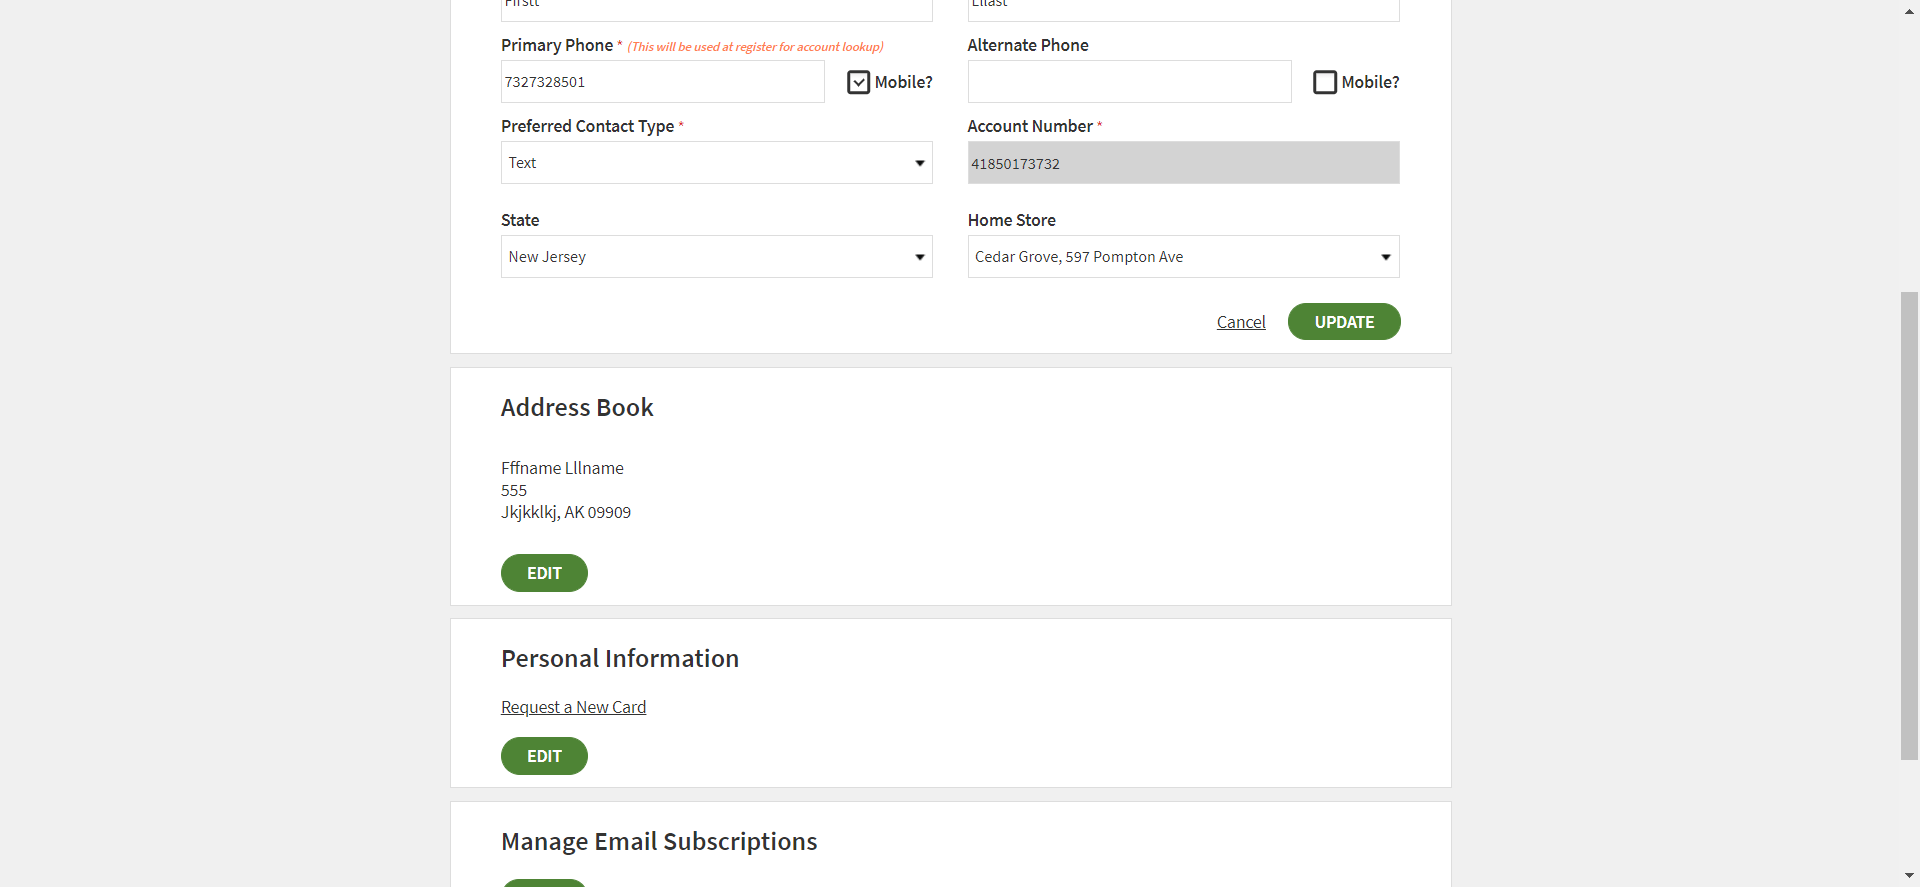 Firstt
Lllast
Primary Phone * (This will be used at register for account lookup)
Alternate Phone
7327328501
Mobile?
Mobile?
Preferred Contact Type *
Account Number *
Text
41850173732
State
Home Store
New Jersey
Cedar Grove, 597 Pompton Ave
Cancel
UPDATE
Address Book
Fffname Lllname
555
Jkjkklkj, AK 09909
EDIT
Personal Information
Request a New Card
EDIT
Manage Email Subscriptions